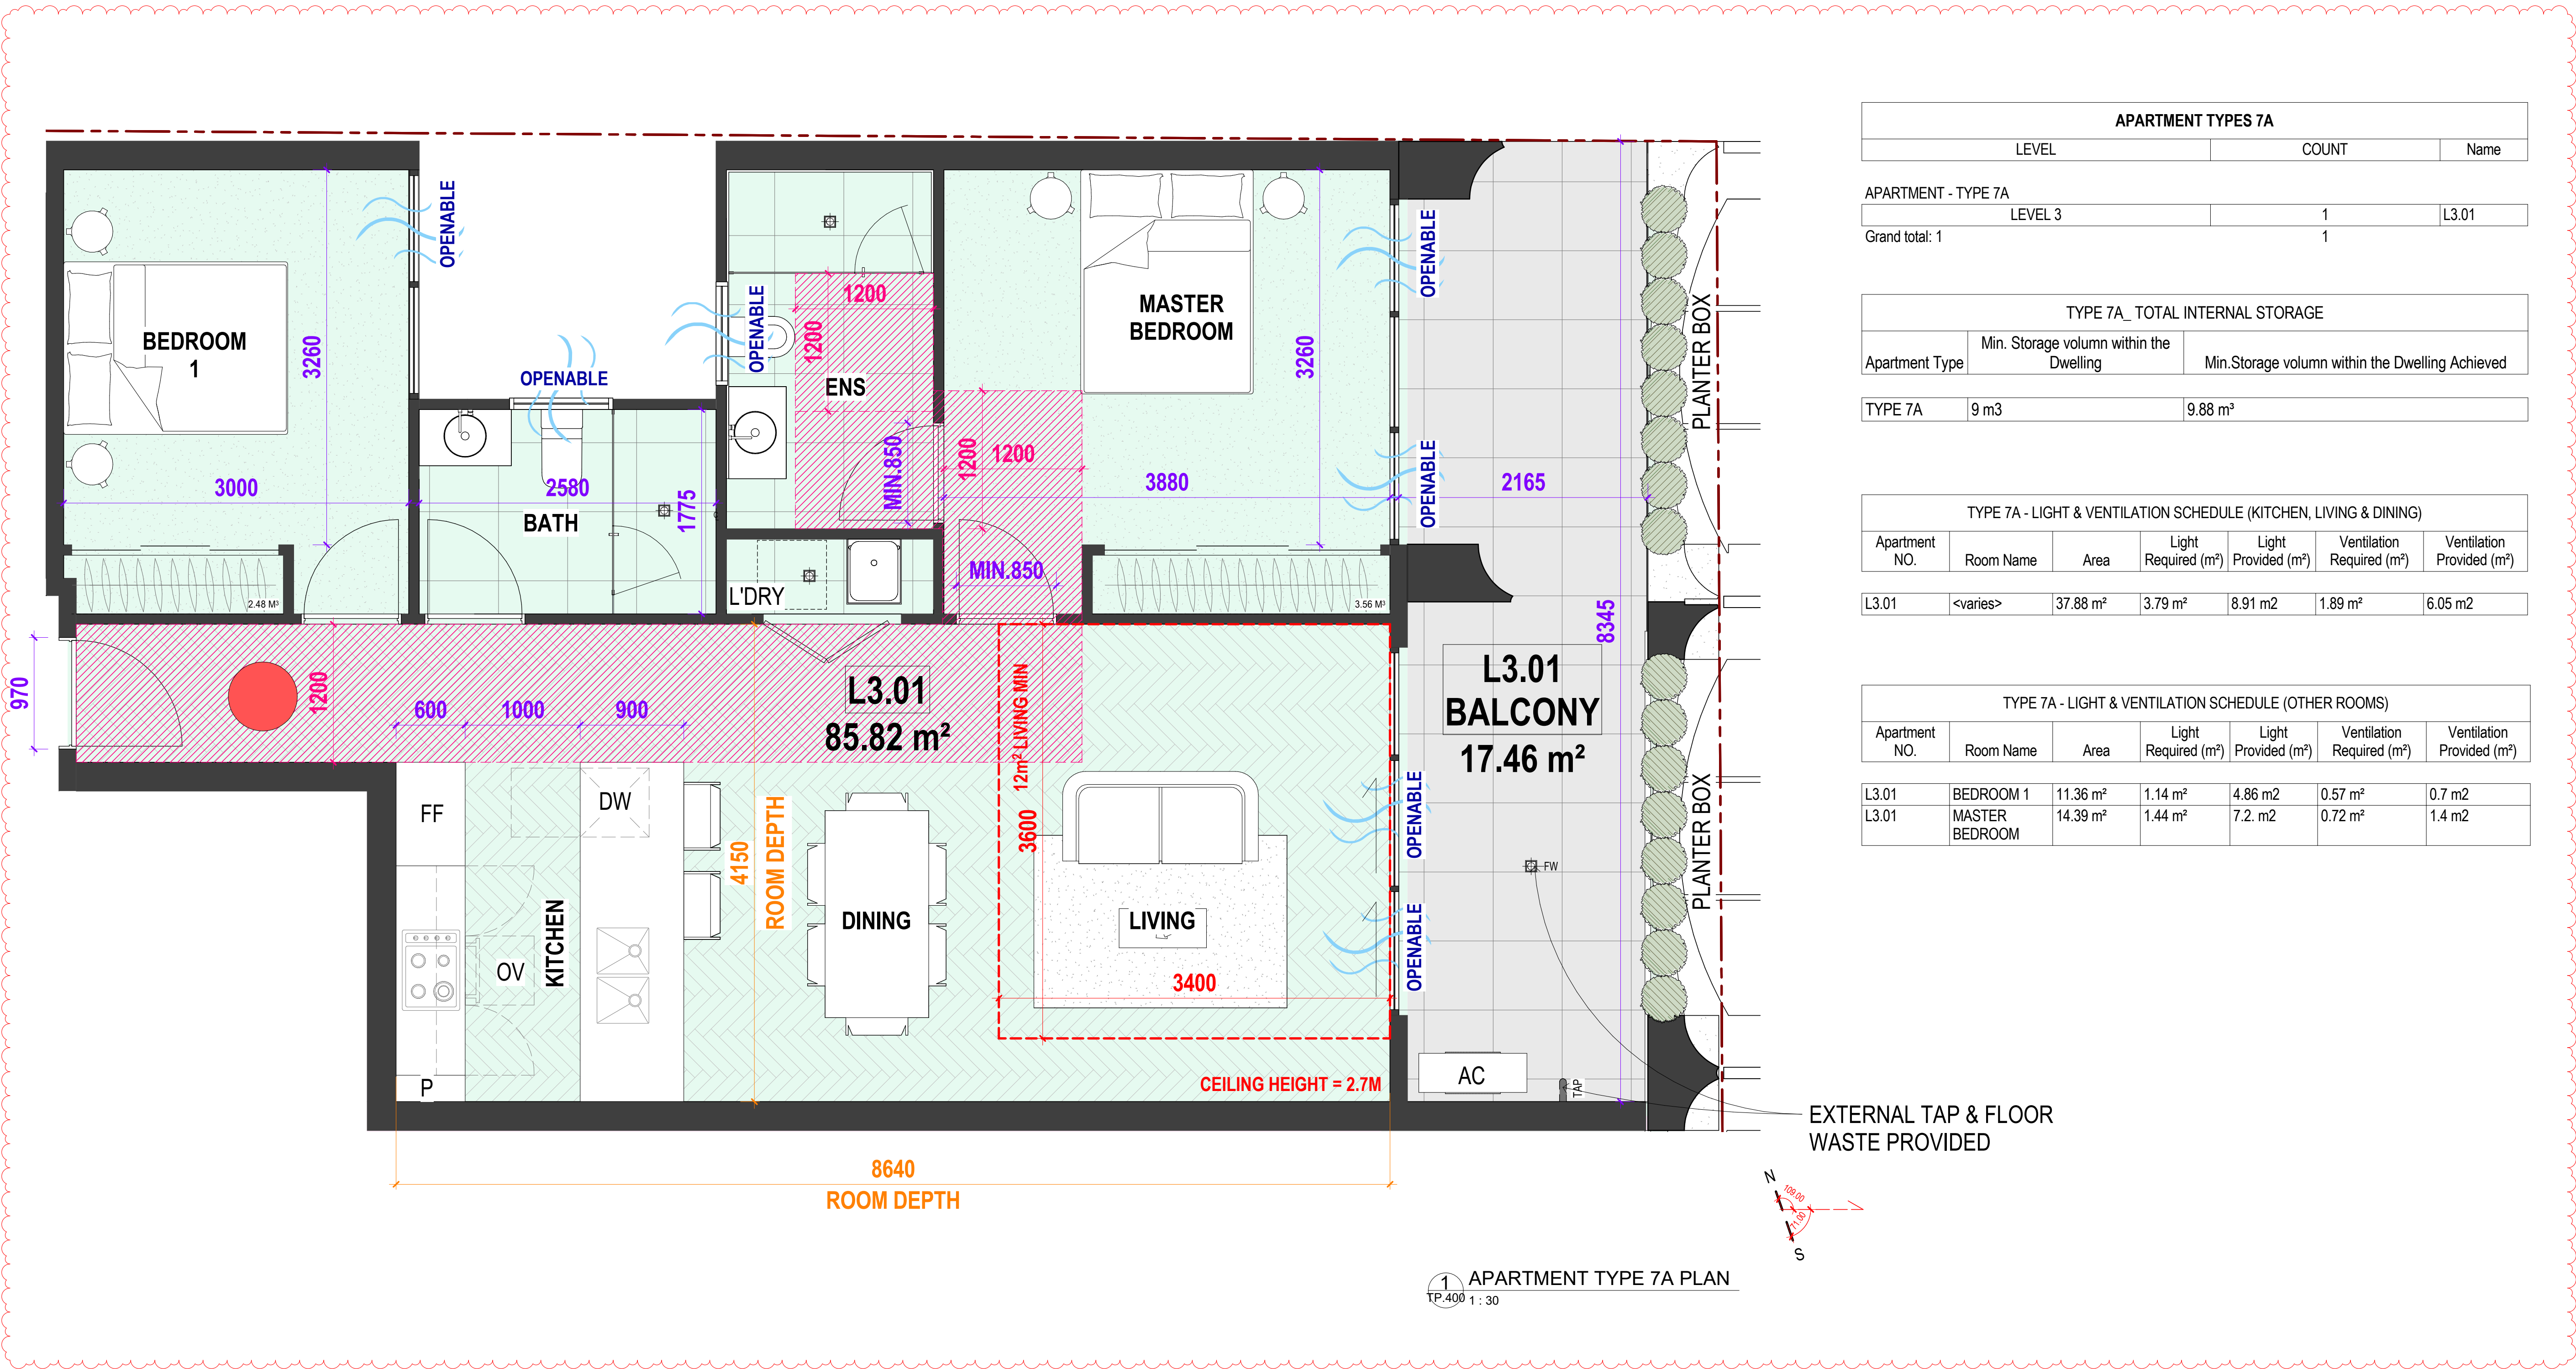 APARTMENT TYPES 7A
LEVEL COUNT Name
APARTMENT - TYPE 7A
LEVEL 3 1 L3.01
Grand total: 1 1
TYPE 7A_ TOTAL INTERNAL STORAGE
Apartment Type
Min. Storage volumn within the
Dwelling
Min.Storage volumn within the Dwelling Achieved
TYPE 7A 9 m3 9.88 m³
TYPE 7A - LIGHT & VENTILATION SCHEDULE (KITCHEN, LIVING & DINING)
Apartment
NO.
Room Name
Area
Light
Required (m²)
Light
Provided (m²)
Ventilation
Required (m²)
Ventilation
Provided (m²)
L3.01 <varies> 37.88 m² 3.79 m² 8.91 m2 1.89 m² 6.05 m2
TYPE 7A - LIGHT & VENTILATION SCHEDULE (OTHER ROOMS)
Apartment
NO.
Room Name
Area
Light
Required (m²)
Light
Provided (m²)
Ventilation
Required (m²)
Ventilation
Provided (m²)
L3.01 BEDROOM 1 11.36 m² 1.14 m² 4.86 m2 0.57 m² 0.7 m2
L3.01 MASTER 14.39 m² 1.44 m² 7.2. m2 0.72 m² 1.4 m2
BEDROOM
BEDROOM
1
3260
3000
2.48 M³
OPENABLE
OPENABLE
2580
BATH
1775
OPENABLE
1200
1200
ENS
MIN.850
L'DRY
MASTER
BEDROOM
3260
1200
1200
3880
MIN.850
3.56 M³
OPENABLE
OPENABLE
2165
PLANTER BOX
8345
970
1200
600
1000
900
L3.01
85.82 m²
12m² LIVING MIN
3600
L3.01
BALCONY
17.46 m²
PLANTER BOX
FF
DW
4150
ROOM DEPTH
OV
KITCHEN
P
DINING
LIVING
3400
OPENABLE
OPENABLE
FW
CEILING HEIGHT = 2.7M
AC
TAP
EXTERNAL TAP & FLOOR
WASTE PROVIDED
8640
ROOM DEPTH
N
109.00
71.00
S
1
TP.400
APARTMENT TYPE 7A PLAN
1 : 30